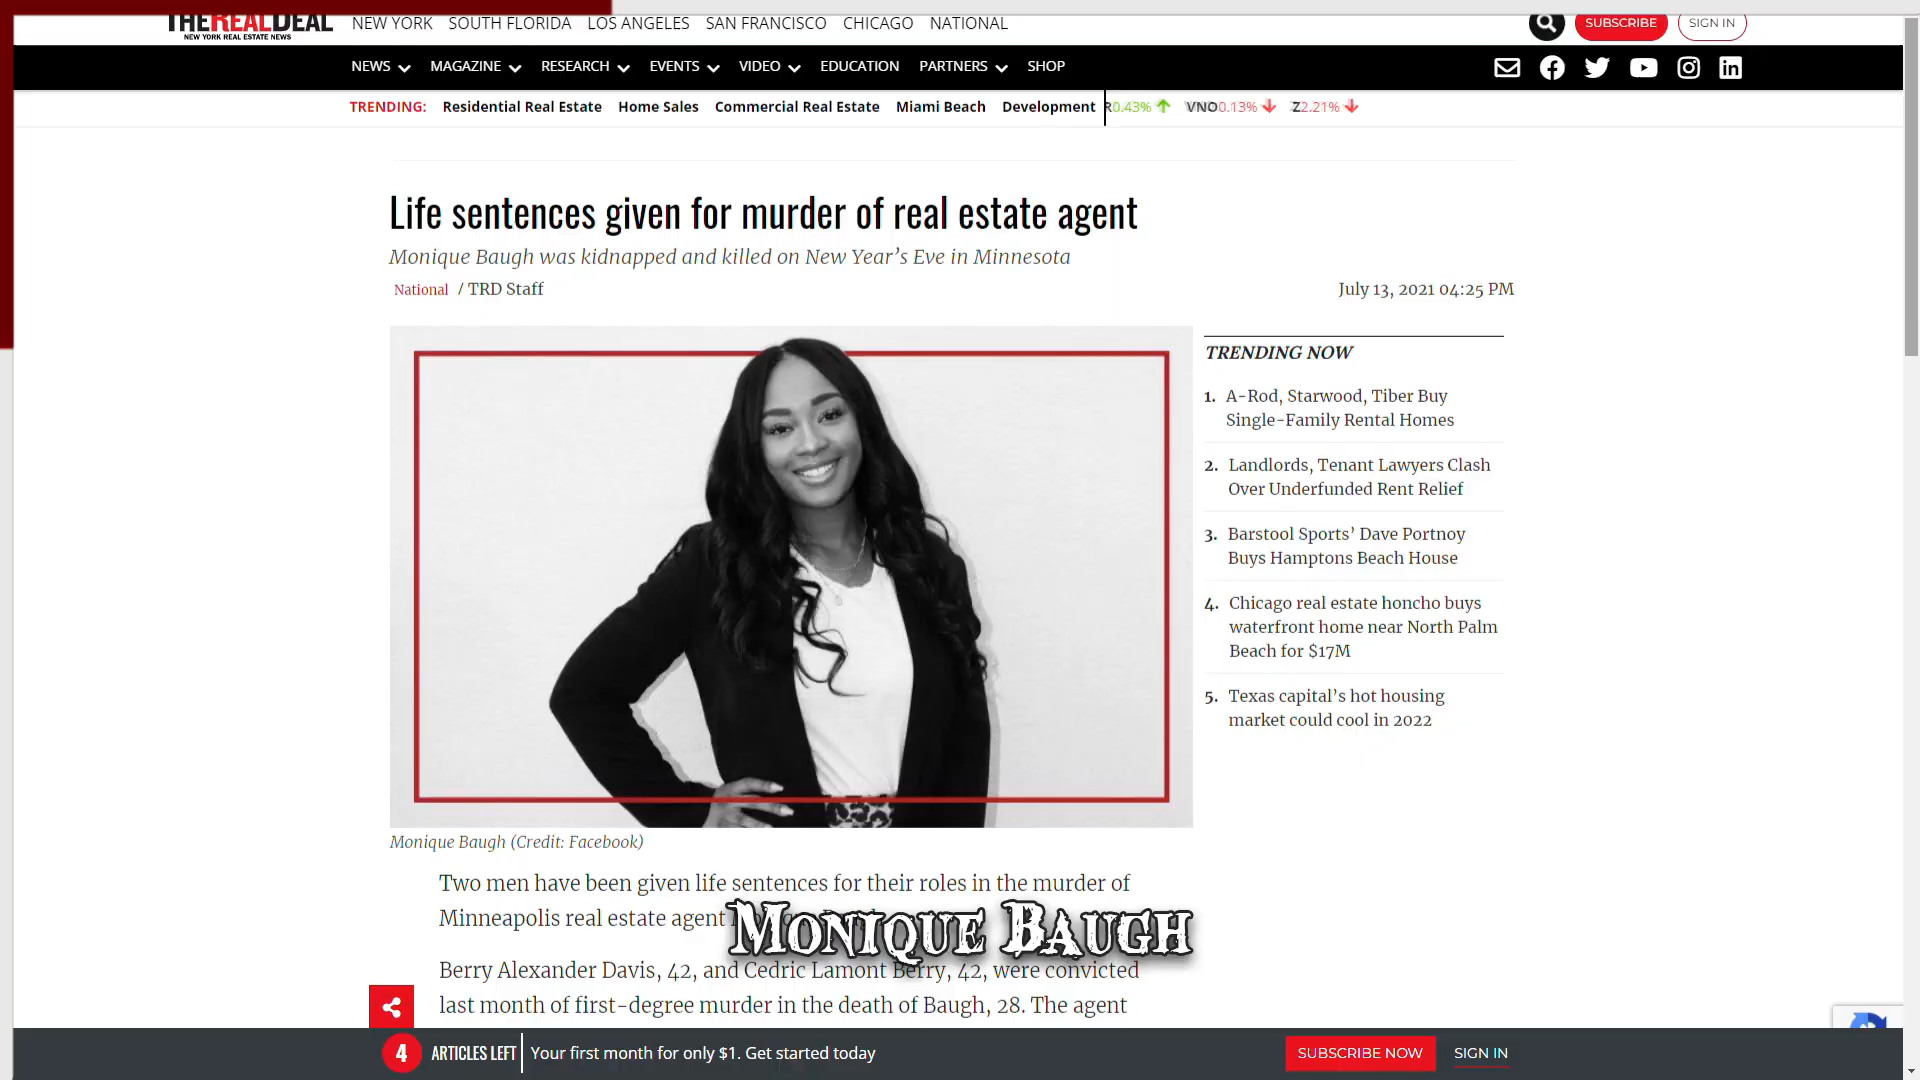 THEREALDEAL
NEW YORK REAL ESTATE NEWS
NEW YORK SOUTH FLORIDA LOS ANGELES SAN FRANCISCO CHICAGO NATIONAL
SUBSCRIBE SIGN IN
NEWS MAGAZINE RESEARCH EVENTS VIDEO EDUCATION PARTNERS SHOP
TRENDING: Residential Real Estate Home Sales Commercial Real Estate Miami Beach Development
0.43% VNO 0.13% Z 2.21%
Life sentences given for murder of real estate agent
Monique Baugh was kidnapped and killed on New Year’s Eve in Minnesota
National / TRD Staff
July 13, 2021 04:25 PM
Monique Baugh (Credit: Facebook)
TRENDING NOW
1. A-Rod, Starwood, Tiber Buy
Single-Family Rental Homes
2. Landlords, Tenant Lawyers Clash
Over Underfunded Rent Relief
3. Barstool Sports’ Dave Portnoy
Buys Hamptons Beach House
4. Chicago real estate honcho buys
waterfront home near North Palm
Beach for $17M
5. Texas capital’s hot housing
market could cool in 2022
Two men have been given life sentences for their roles in the murder of
Minneapolis real estate agent
Monique Baugh
Berry Alexander Davis, 42, and Cedric Lamont Berry, 42, were convicted
last month of first-degree murder in the death of Baugh, 28. The agent
4 ARTICLES LEFT Your first month for only $1. Get started today
SUBSCRIBE NOW SIGN IN